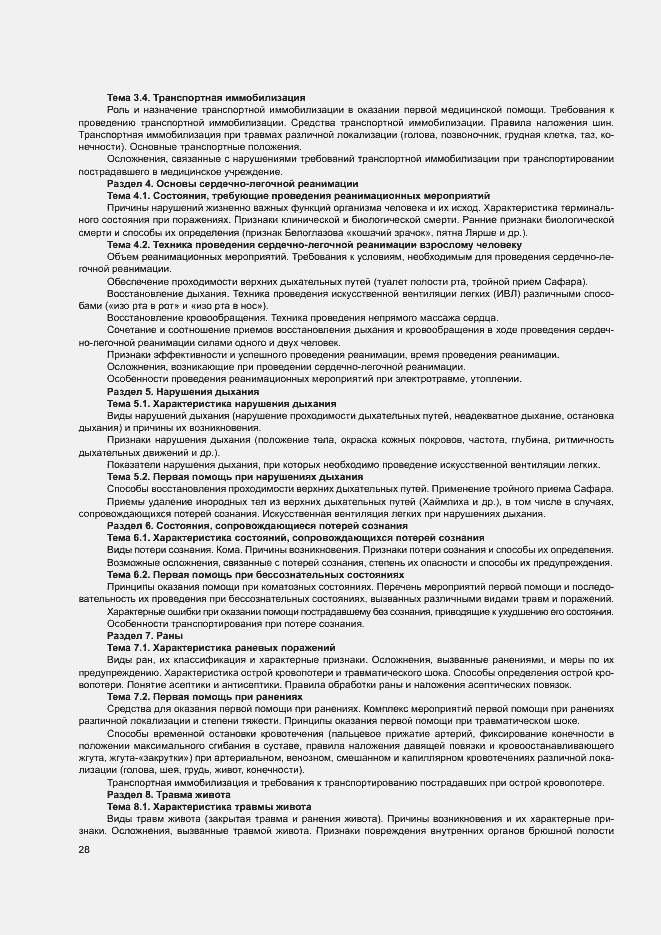 Тема 3.4. Транспортная иммобилизация
Роль и назначение транспортной иммобилизации в оказании первой медицинской помощи. Требования к
проведению транспортной иммобилизации. Средства транспортной иммобилизации. Правила наложения шин.
Транспортная иммобилизация при травмах различной локализации (голова, позвоночник, грудная клетка, таз, ко-
нечности). Основные транспортные положения.
Осложнения, связанные с нарушениями требований транспортной иммобилизации при транспортировании
пострадавшего в медицинское учреждение.
Раздел 4. Основы сердечно-легочной реанимации
Тема 4.1. Состояния, требующие проведения реанимационных мероприятий
Причины нарушений жизненно важных функций организма человека и их исход. Характеристика терминаль-
ного состояния при поражениях. Признаки клинической и биологической смерти. Ранние признаки биологической
смерти и способы их определения (признак Белоглазова «кошачий зрачок», пятна Лярше и др.).
Тема 4.2. Техника проведения сердечно-легочной реанимации взрослому человеку
Объем реанимационных мероприятий. Требования к условиям, необходимым для проведения сердечно-ле-
гочной реанимации.
Обеспечение проходимости верхних дыхательных путей (туалет полости рта, тройной прием Сафара).
Восстановление дыхания. Техника проведения искусственной вентиляции легких (ИВЛ) различными спосо-
бами («изо рта в рот» и «изо рта в нос»).
Восстановление кровообращения. Техника проведения непрямого массажа сердца.
Сочетание и соотношение приемов восстановления дыхания и кровообращения в ходе проведения сердеч-
но-легочной реанимации силами одного и двух человек.
Признаки эффективности и успешного проведения реанимации, время проведения реанимации.
Осложнения, возникающие при проведении сердечно-легочной реанимации.
Особенности проведения реанимационных мероприятий при электротравме, утоплении.
Раздел 5. Нарушения дыхания
Тема 5.1. Характеристика нарушения дыхания
Виды нарушений дыхания (нарушение проходимости дыхательных путей, неадекватное дыхание, остановка
дыхания) и причины их возникновения.
Признаки нарушения дыхания (положение тела, окраска кожных покровов, частота, глубина, ритмичность
дыхательных движений и др.).
Показатели нарушения дыхания, при которых необходимо проведение искусственной вентиляции легких.
Тема 5.2. Первая помощь при нарушениях дыхания
Способы восстановления проходимости верхних дыхательных путей. Применение тройного приема Сафара.
Приемы удаление инородных тел из верхних дыхательных путей (Хаймлиха и др.), в том числе в случаях,
сопровождающихся потерей сознания. Искусственная вентиляция легких при нарушениях дыхания.
Раздел 6. Состояния, сопровождающиеся потерей сознания
Тема 6.1. Характеристика состояний, сопровождающихся потерей сознания
Виды потери сознания. Кома. Причины возникновения. Признаки потери сознания и способы их определения.
Возможные осложнения, связанные с потерей сознания, степень их опасности и способы их предупреждения.
Тема 6.2. Первая помощь при бессознательных состояниях
Принципы оказания помощи при коматозных состояниях. Перечень мероприятий первой помощи и последо-
вательность их проведения при бессознательных состояниях, вызванных различными видами травм и поражений.
Характерные ошибки при оказании помощи пострадавшему без сознания, приводящие к ухудшению его состояния.
Особенности транспортирования при потере сознания.
Раздел 7. Раны
Тема 7.1. Характеристика раневых поражений
Виды ран, их классификация и характерные признаки. Осложнения, вызванные ранениями, и меры по их
предупреждению. Характеристика острой кровопотери и травматического шока. Способы определения острой кро-
вопотери. Понятие асептики и антисептики. Правила обработки раны и наложения асептических повязок.
Тема 7.2. Первая помощь при ранениях
Средства для оказания первой помощи при ранениях. Комплекс мероприятий первой помощи при ранениях
различной локализации и степени тяжести. Принципы оказания первой помощи при травматическом шоке.
Способы временной остановки кровотечения (пальцевое прижатие артерий, фиксирование конечности в
положении максимального сгибания в суставе, правила наложения давящей повязки и кровоостанавливающего
жгута, жгута-«закрутки») при артериальном, венозном, смешанном и капиллярном кровотечениях различной лока-
лизации (голова, шея, грудь, живот, конечности).
Транспортная иммобилизация и требования к транспортированию пострадавших при острой кровопотере.
Раздел 8. Травма живота
Тема 8.1. Характеристика травмы живота
Виды травм живота (закрытая травма и ранения живота). Причины возникновения и их характерные при-
знаки. Осложнения, вызванные травмой живота. Признаки повреждения внутренних органов брюшной полости
28